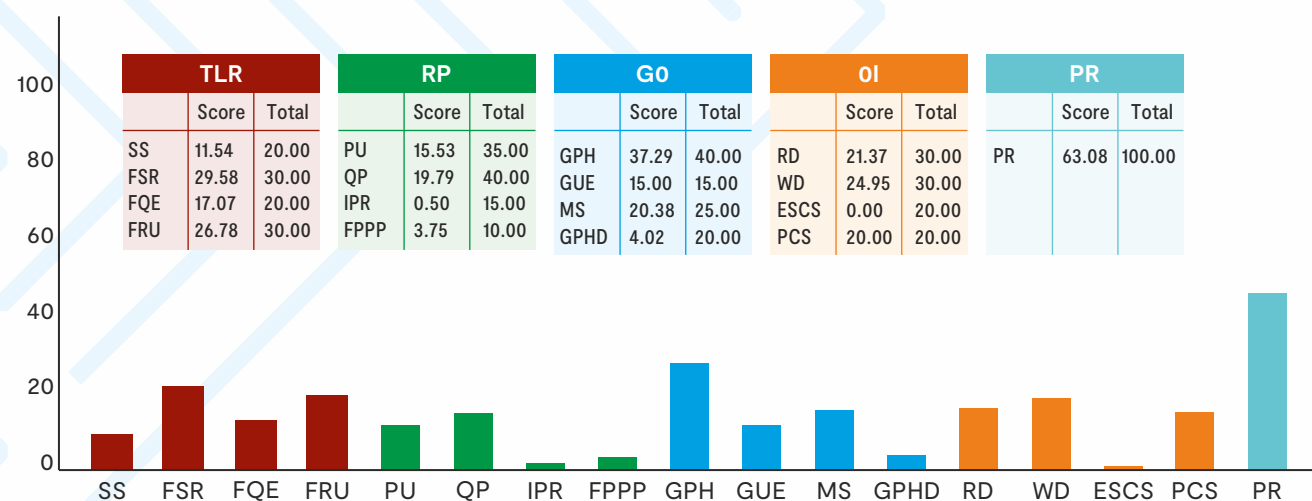 TLR
Score Total
SS 11.54 20.00
FSR 29.58 30.00
FQE 17.07 20.00
FRU 26.78 30.00
RP
Score Total
PU 15.53 35.00
QP 19.79 40.00
IPR 0.50 15.00
FPPP 3.75 10.00
G0
Score Total
GPH 37.29 40.00
GUE 15.00 15.00
MS 20.38 25.00
GPHD 4.02 20.00
0I
Score Total
RD 21.37 30.00
WD 24.95 30.00
ESCS 0.00 20.00
PCS 20.00 20.00
PR
Score Total
PR 63.08 100.00
100
80
60
40
20
0
SS FSR FQE FRU PU QP IPR FPPP GPH GUE MS GPHD RD WD ESCS PCS PR